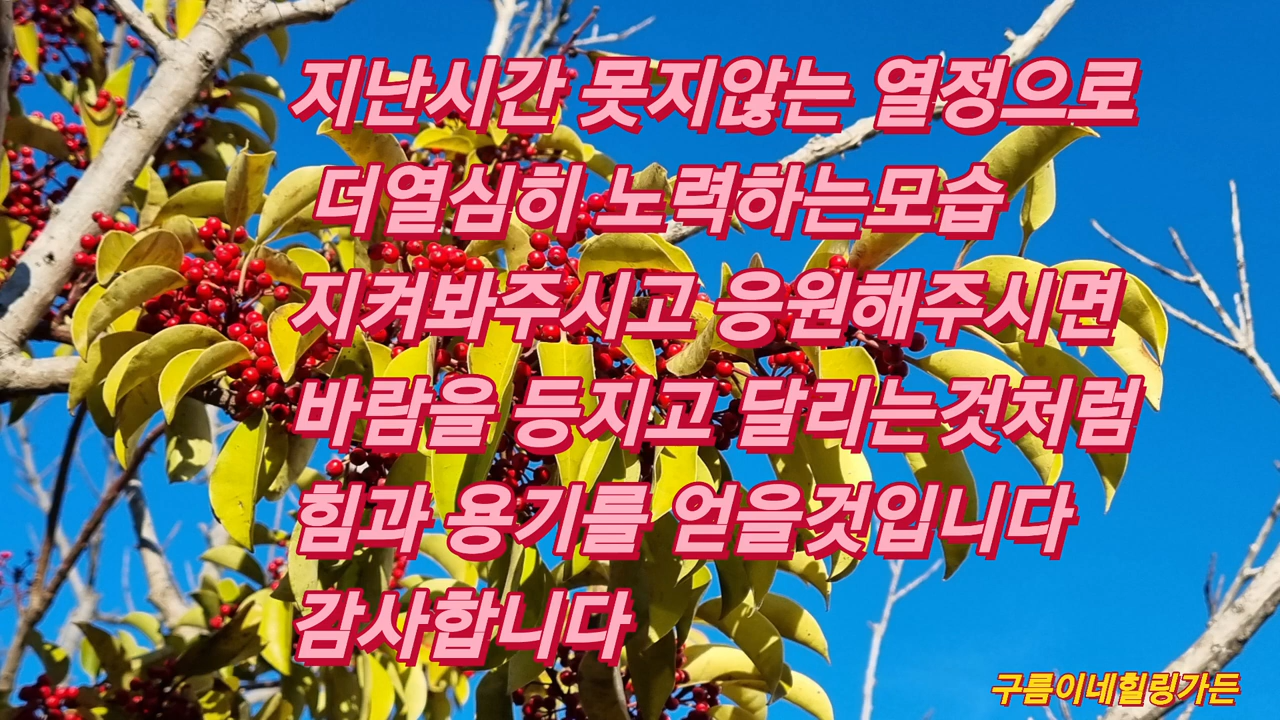 지난시간 못지않는 열정으로
더열심히 노력하는모습
지켜봐주시고 응원해주시면
바람을 등지고 달리는것처럼
힘과 용기를 얻을것입니다
감사합니다
구름이네힐링가든